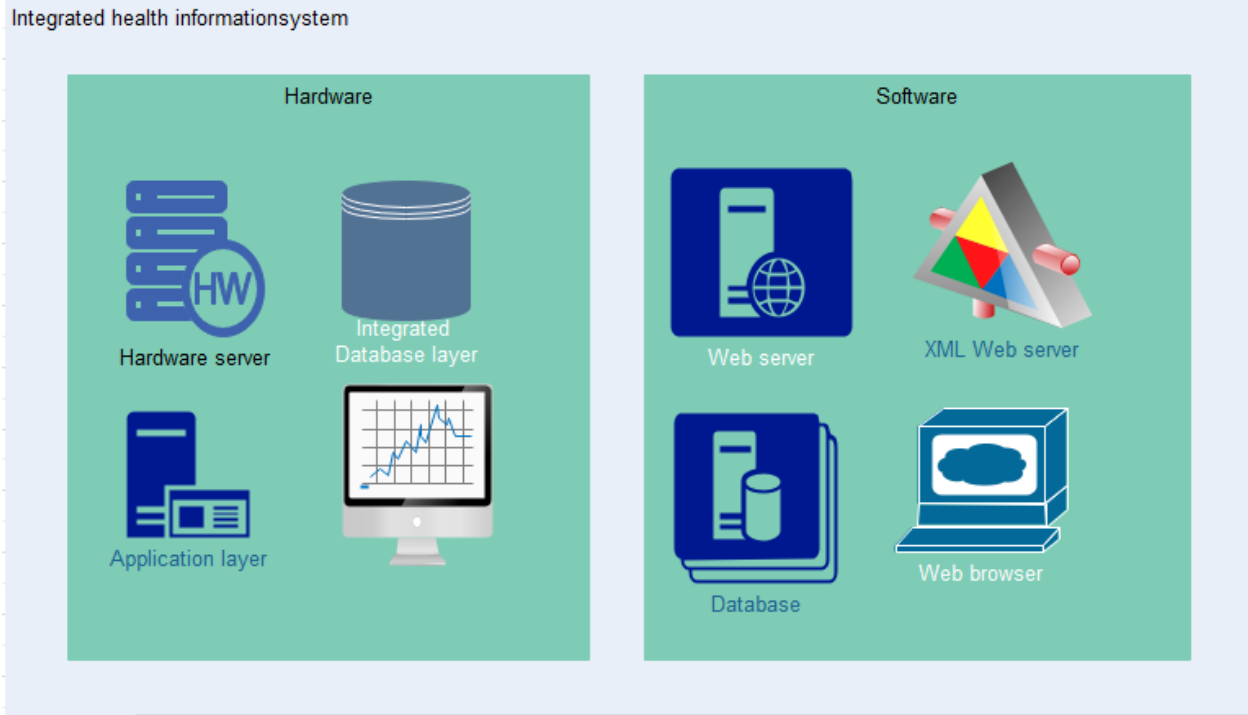 Integrated health informationsystem
Hardware
Software
HW
Hardware server
Integrated
Database layer
Web server
XML Web server
Application layer
Database
Web browser